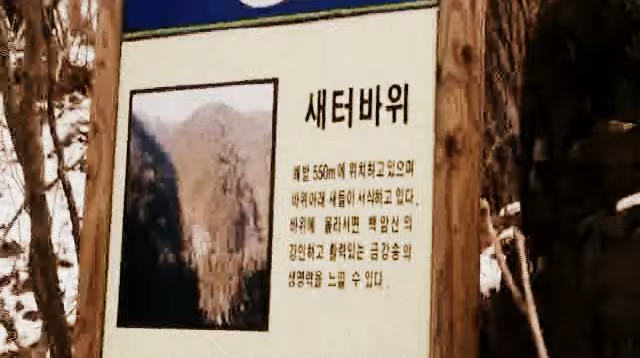 새터바위
해발 550m에 위치하고 있으며
바위아래 새들이 서식하고 있다.
바위에 올라서면 백암산의
강인하고 활력있는 금강송의
생명력을 느낄 수 있다.